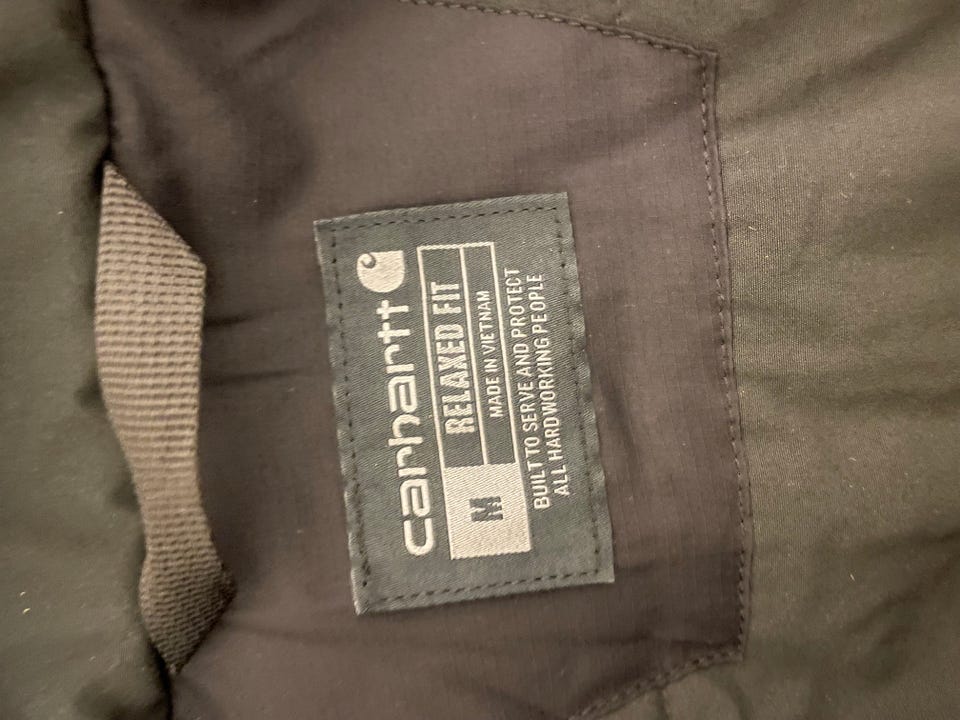 carhartt
M RELAXED FIT
MADE IN VIETNAM
BUILT TO SERVE AND PROTECT
ALL HARDWORKING PEOPLE